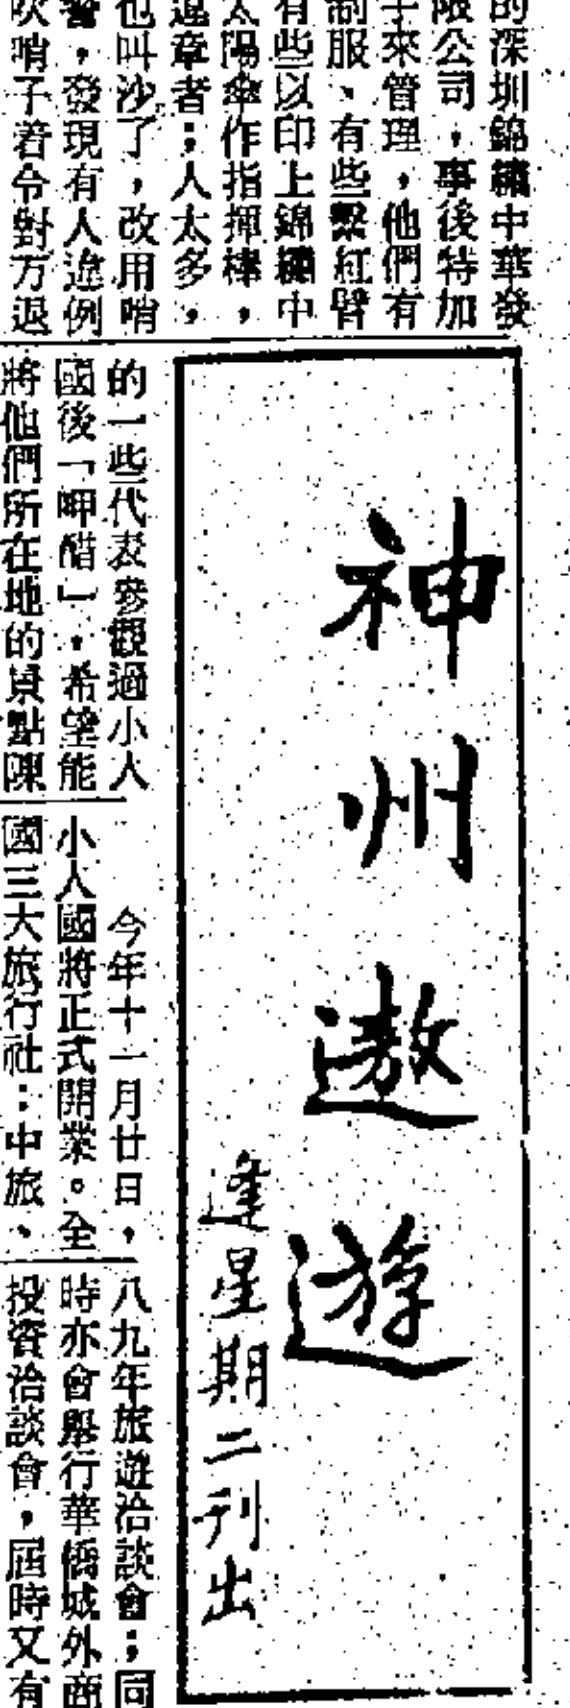 的深圳錦繡中華發
限公司，事後特加
手來管理，他們有
制服、有些繫紅臂
有些以印上錦繡中
太陽傘作指揮棒，
違章者；人太多，
也叫沙了，改用哨
，發現有人違例
吹哨子着令對方退
神州遨遊
逢星期二刊出
的一些代表參觀過小人
國後「呷醋」，希望能
將他們所在地的景點陳
今年十一月廿日，
小人國將正式開業。全
國三大旅行社：中旅、
八九年旅遊洽談會；同
時亦會舉行華僑城外商
投資洽談會，屆時又有